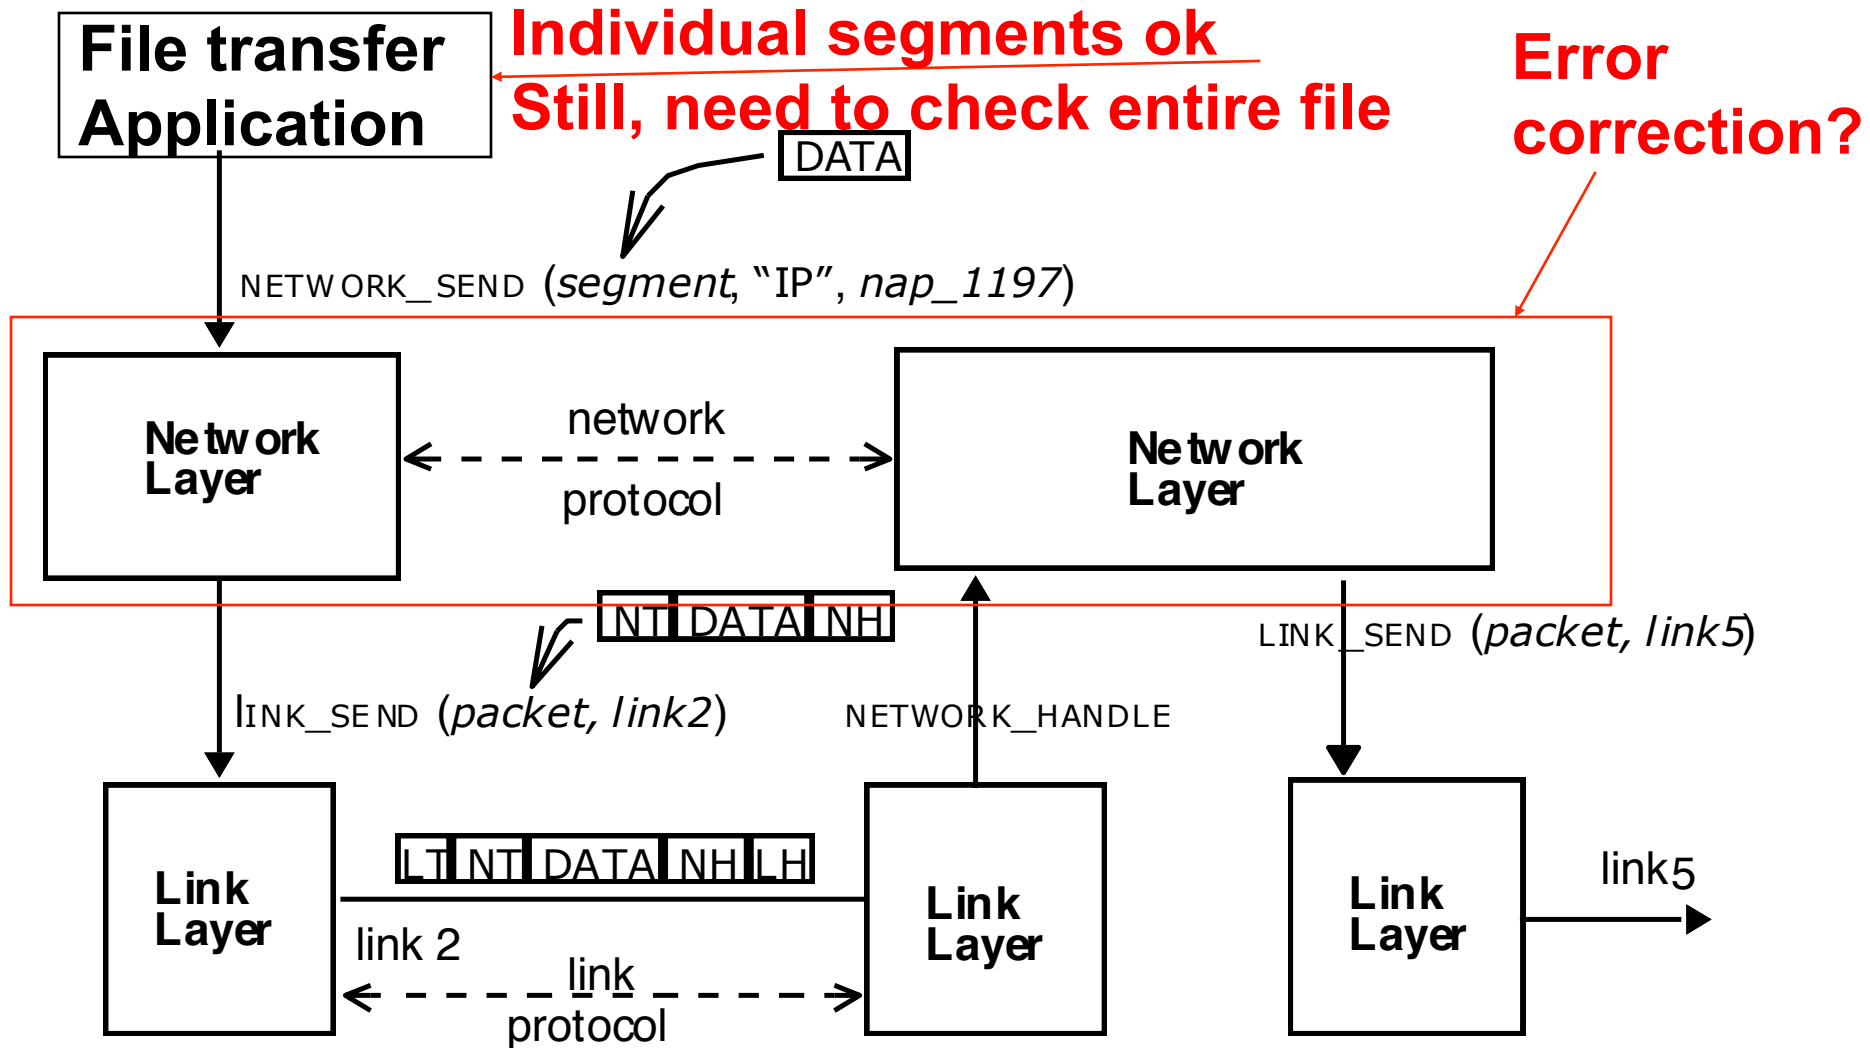 File transfer
Application
Individual segments ok
Still, need to check entire file
Error
correction?
DATA
NETWORK_SEND (segment, “IP”, nap_1197)
Network
Layer
network
protocol
Network
Layer
NT DATA NH
LINK_SEND (packet, link5)
lINK_SEND (packet, link2)
NETWORK_HANDLE
LT NT DATA NH LH
Link
Layer
link 2
link
protocol
Link
Layer
Link
Layer
link5